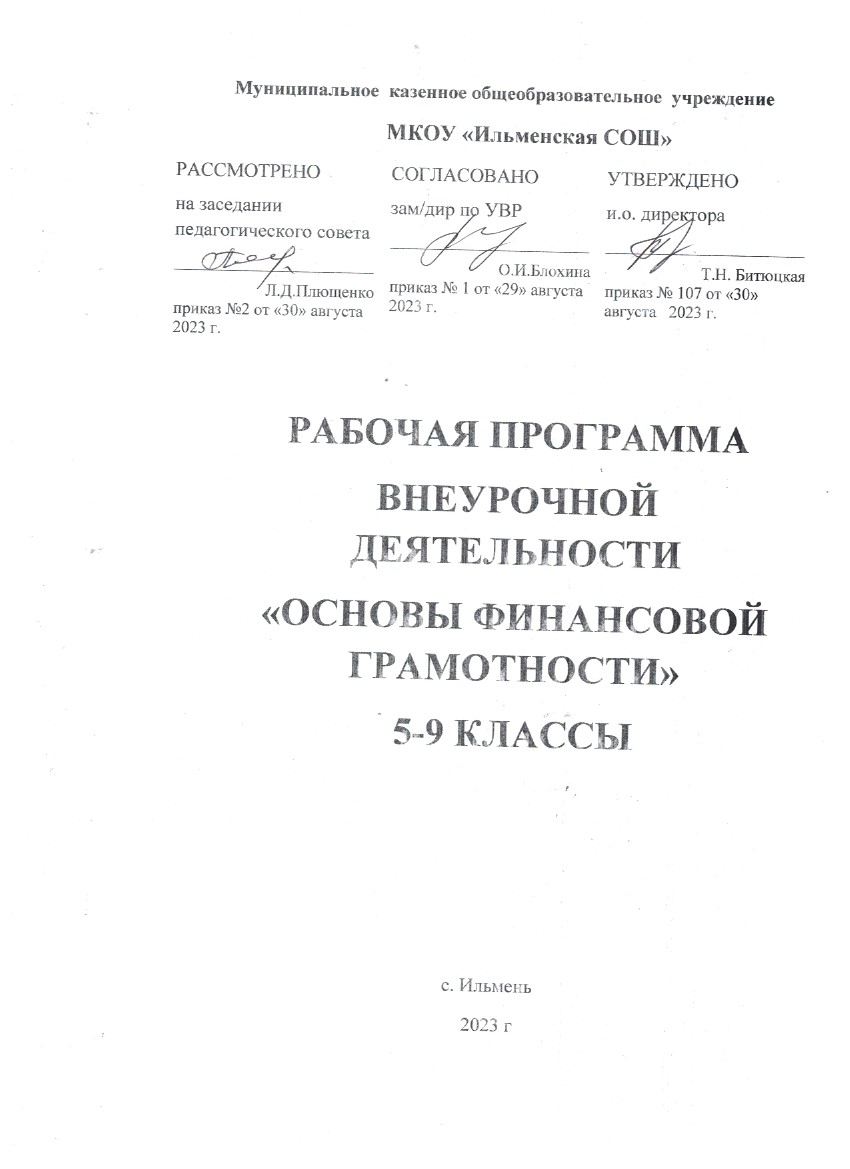 Муниципальное казенное общеобразовательное учреждение
МКОУ «Ильменская СОШ»
РАССМОТРЕНО
на заседании
педагогического совета
Л.Д.Плющенко
приказ №2 от «30» августа
2023 г.
СОГЛАСОВАНО
зам/дир по УВР
О.И.Блохина
приказ № 1 от «29» августа
2023 г.
УТВЕРЖДЕНО
и.о. директора
Т.Н. Битюцкая
приказ № 107 от «30»
августа 2023 г.
РАБОЧАЯ ПРОГРАММА
ВНЕУРОЧНОЙ
ДЕЯТЕЛЬНОСТИ
«ОСНОВЫ ФИНАНСОВОЙ
ГРАМОТНОСТИ»
5-9 КЛАССЫ
с. Ильмень
2023 г